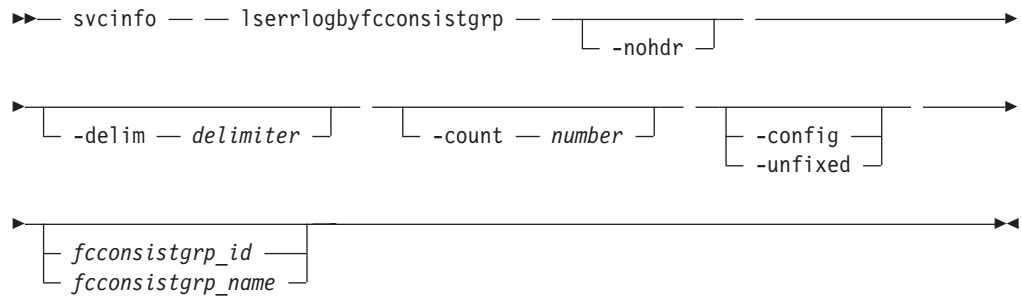 svcinfo lserrlogbyfcconsistgrp
-nohdr
-delim delimiter -count number -config
-unfixed
fcconsistgrp_id
fcconsistgrp_name